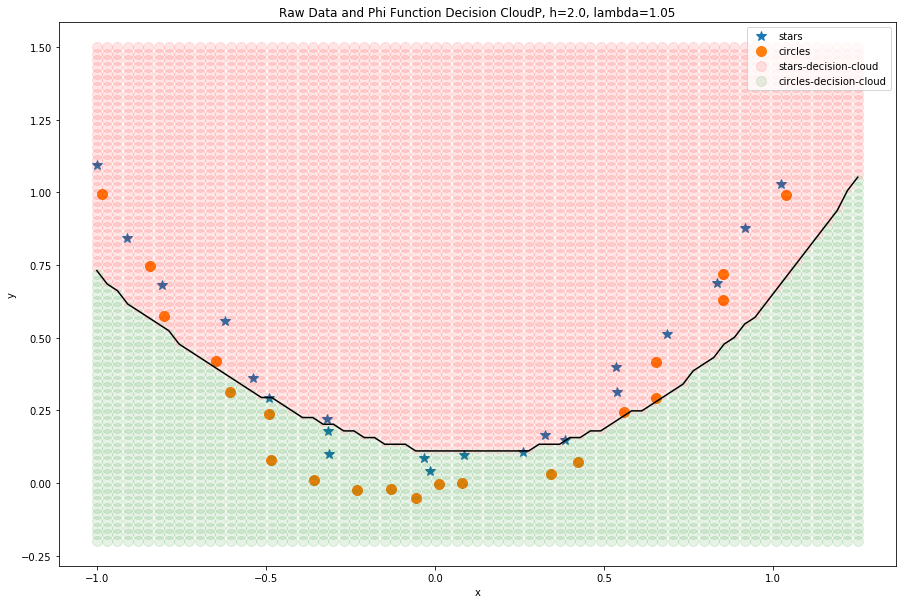 Raw Data and Phi Function Decision CloudP, h=2.0, lambda=1.05
stars
circles
stars-decision-cloud
circles-decision-cloud
1.50
1.25
1.00
0.75
0.50
0.25
0.00
−0.25
y
−1.0
−0.5
0.0
0.5
1.0
x